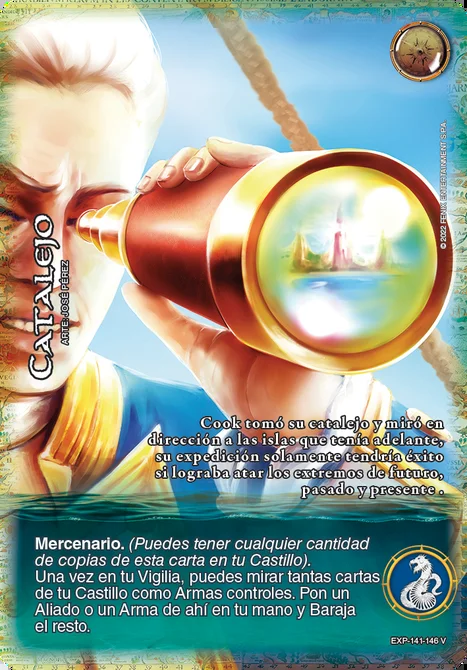 Catalejo
ARTE: JOSÉ PÉREZ
© 2022 FENIX ENTERTAINMENT S.P.A.
Cook tomó su catalejo y miró en
dirección a las islas que tenía adelante,
su expedición solamente tendría éxito
si lograba atar los extremos de futuro,
pasado y presente .
Mercenario. (Puedes tener cualquier cantidad
de copias de esta carta en tu Castillo).
Una vez en tu Vigilia, puedes mirar tantas cartas
de tu Castillo como Armas controles. Pon un
Aliado o un Arma de ahí en tu mano y Baraja
el resto.
EXP-141-146 V